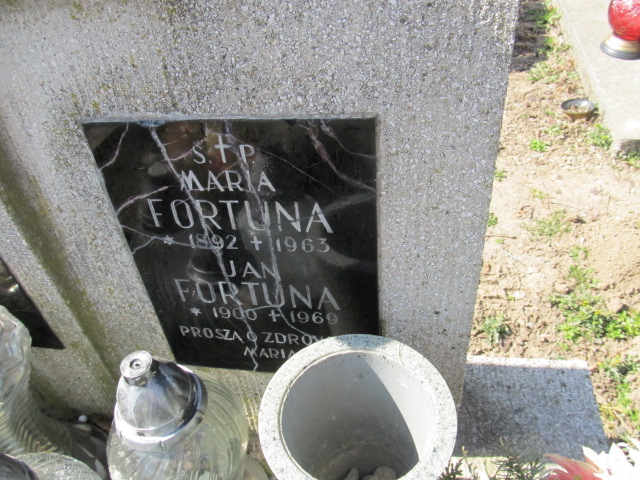 Ś † P
MARIA
FORTUNA
* 1892 † 1963
JAN
FORTUNA
* 1900 † 1969
PROSZĄ O
MARIA